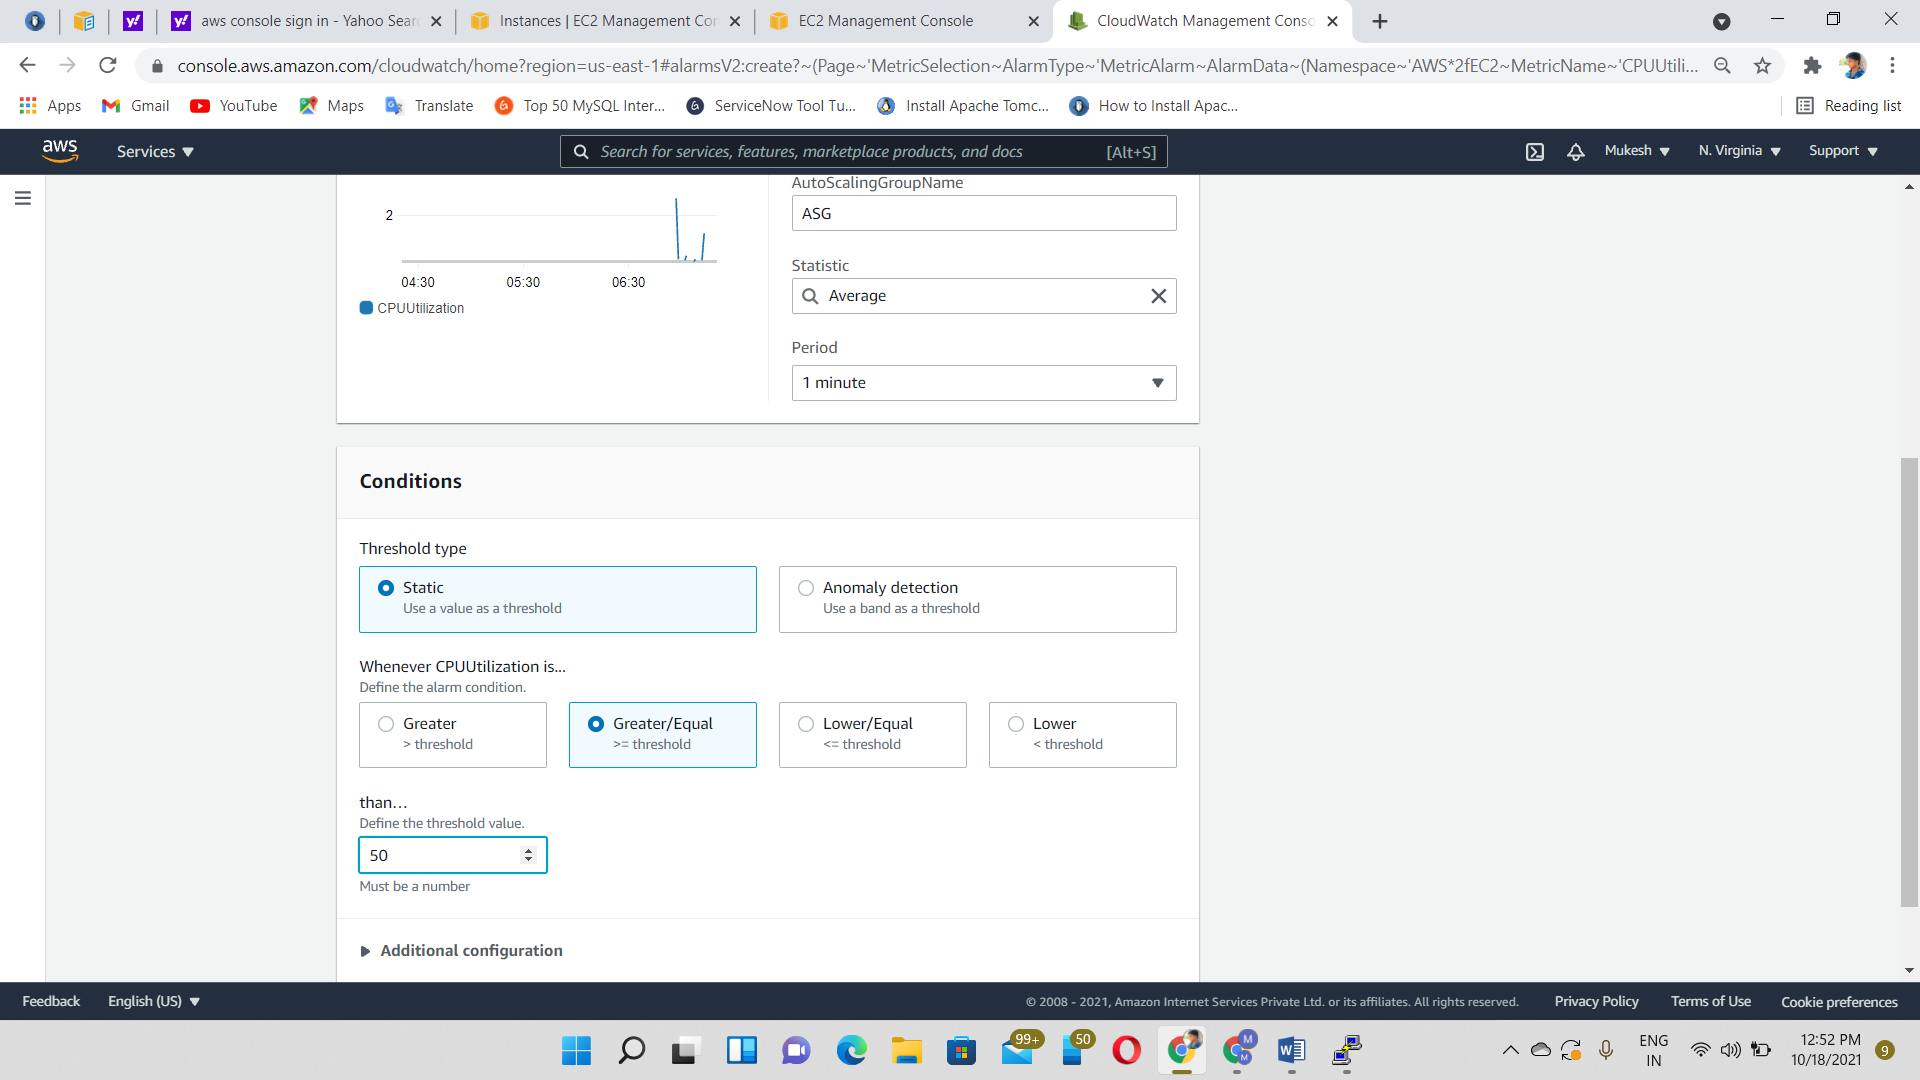 aws console sign in - Yahoo Sear
Instances | EC2 Management Con
EC2 Management Console
CloudWatch Management Conso
console.aws.amazon.com/cloudwatch/home?region=us-east-1#alarmsV2:create?~(Page~'MetricSelection~AlarmType~'MetricAlarm~AlarmData~(Namespace~'AWS*2fEC2~MetricName~'CPUUtili...
Apps
Gmail
YouTube
Maps
Translate
Top 50 MySQL Inter...
ServiceNow Tool Tu...
Install Apache Tomc...
How to Install Apac...
Reading list
aws
Services
Search for services, features, marketplace products, and docs
[Alt+S]
Mukesh
N. Virginia
Support
2
04:30
05:30
06:30
CPUUtilization
AutoScalingGroupName
ASG
Statistic
Average
Period
1 minute
Conditions
Threshold type
Static
Use a value as a threshold
Anomaly detection
Use a band as a threshold
Whenever CPUUtilization is...
Define the alarm condition.
Greater
> threshold
Greater/Equal
>= threshold
Lower/Equal
<= threshold
Lower
< threshold
than...
Define the threshold value.
50
Must be a number
Additional configuration
Feedback
English (US)
© 2008 - 2021, Amazon Internet Services Private Ltd. or its affiliates. All rights reserved.
Privacy Policy
Terms of Use
Cookie preferences
99+
50
M
M
ENG
IN
12:52 PM
10/18/2021
9